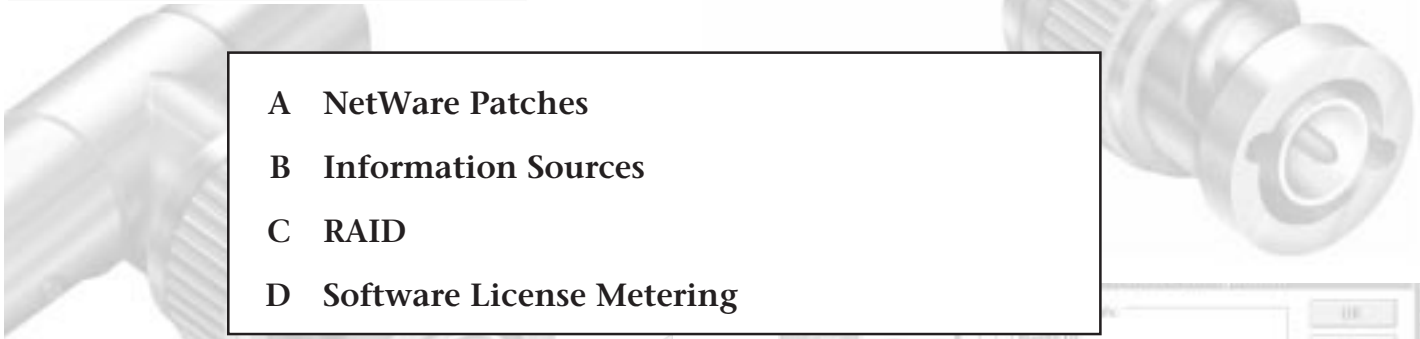 A NetWare Patches
B Information Sources
C RAID
D Software License Metering